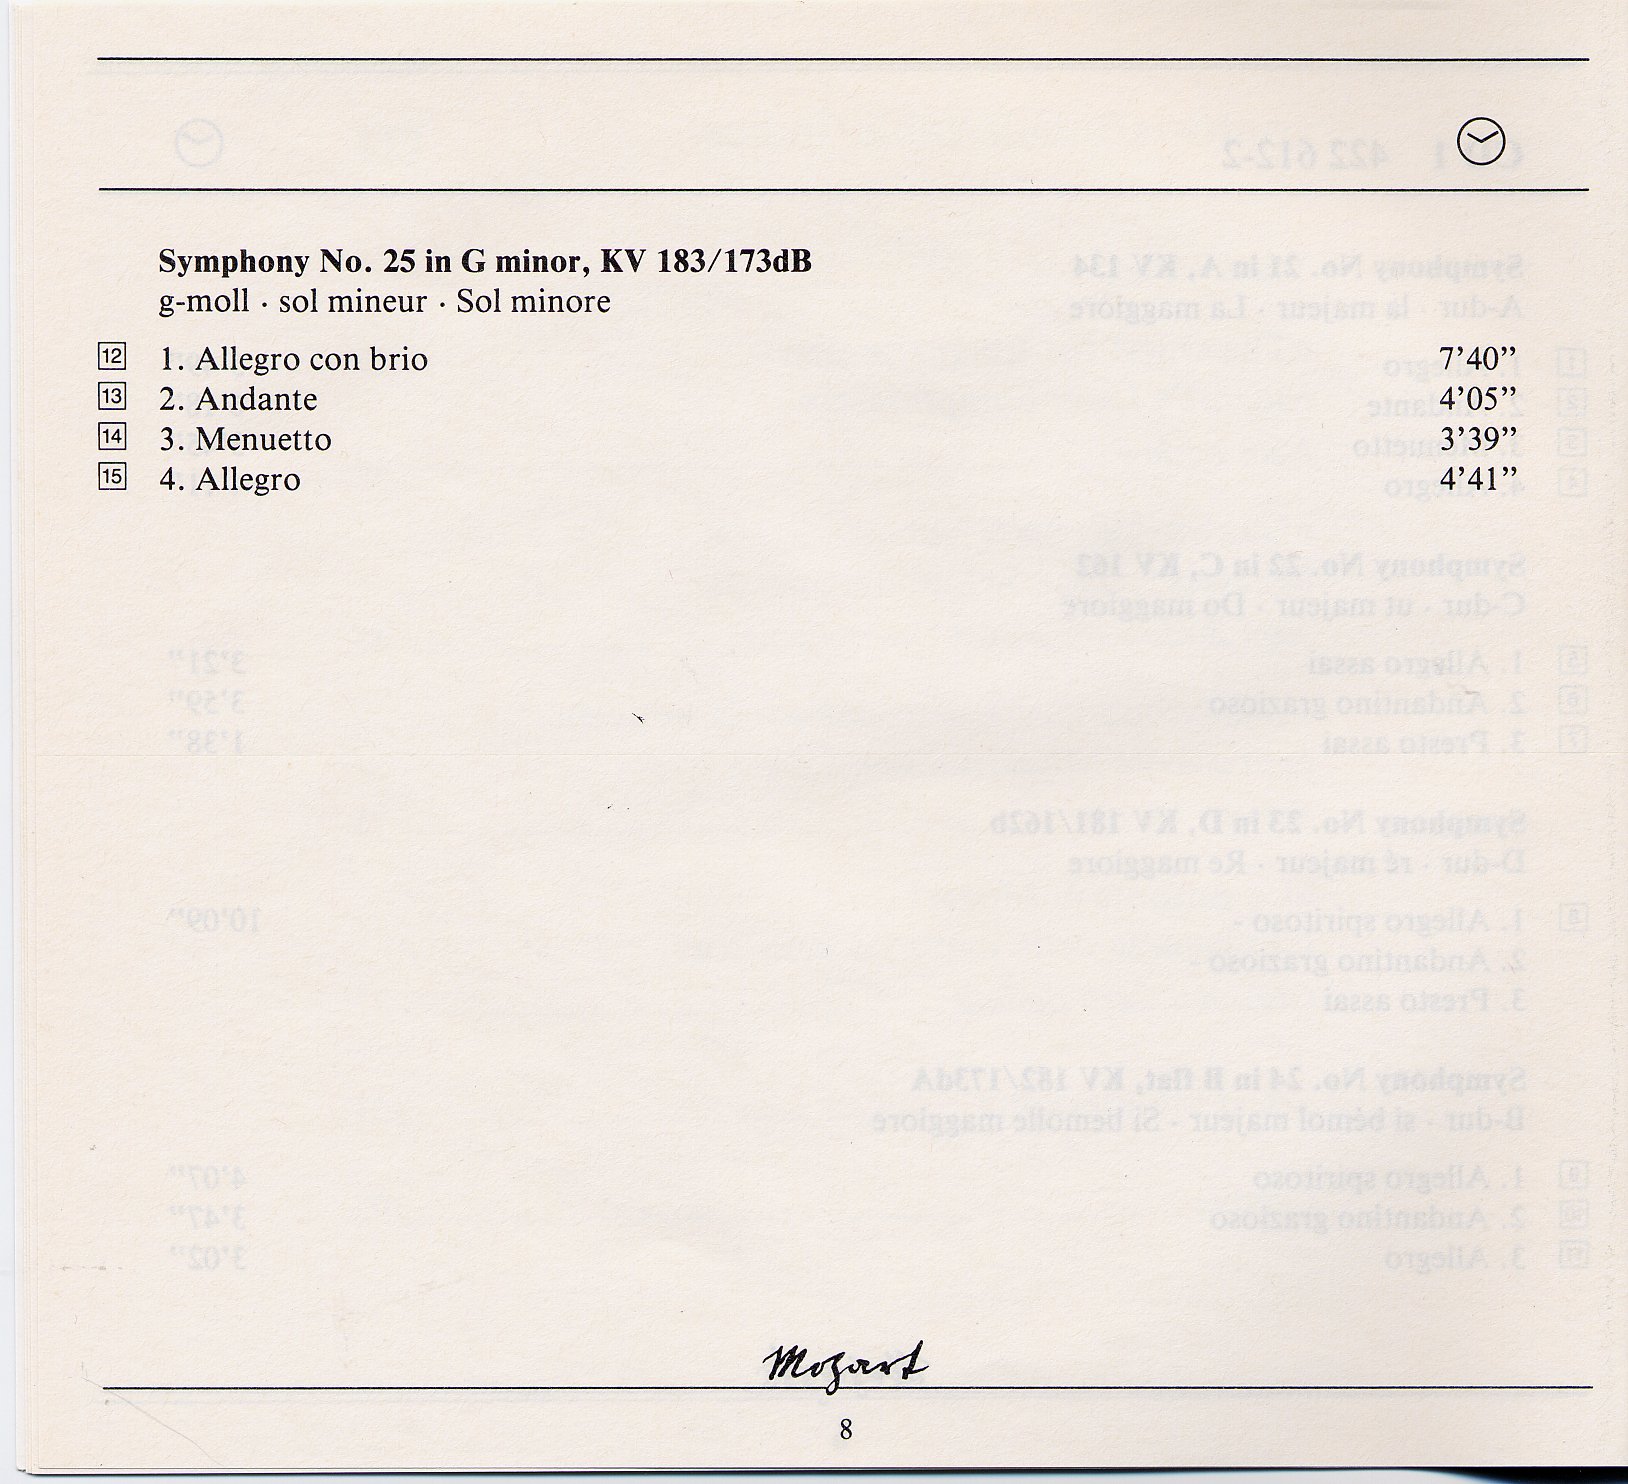 Symphony No. 25 in G minor, KV 183/173dB
g-moll · sol mineur · Sol minore
12 1. Allegro con brio 7’40”
13 2. Andante 4’05”
14 3. Menuetto 3’39”
15 4. Allegro 4’41”
Mozart
8